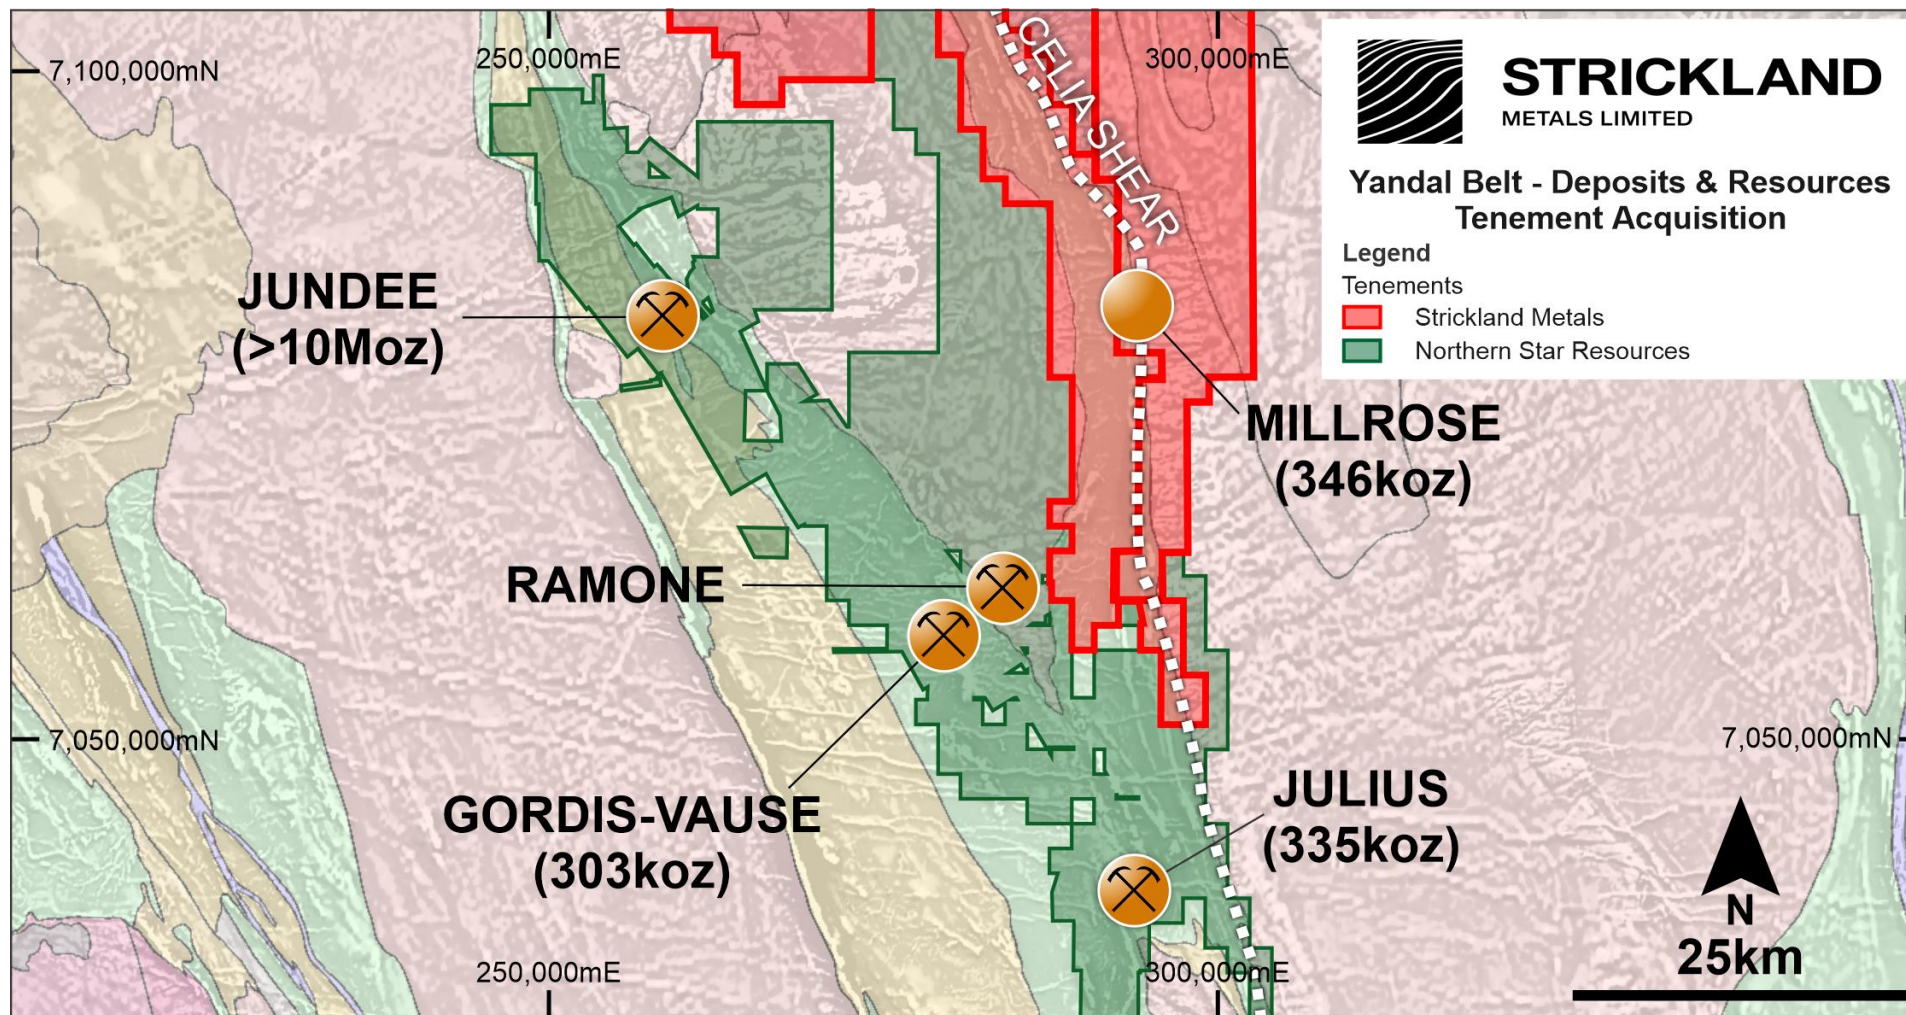 250,000mE
300,000mE
7,100,000mN
CELIA SHEAR
STRICKLAND
METALS LIMITED
Yandal Belt - Deposits & Resources
Tenement Acquisition
Legend
Tenements
Strickland Metals
Northern Star Resources
JUNDEE
(>10Moz)
MILLROSE
(346koz)
RAMONE
7,050,000mN
7,050,000mN
GORDIS-VAUSE
(303koz)
JULIUS
(335koz)
N
25km
250,000mE
300,000mE